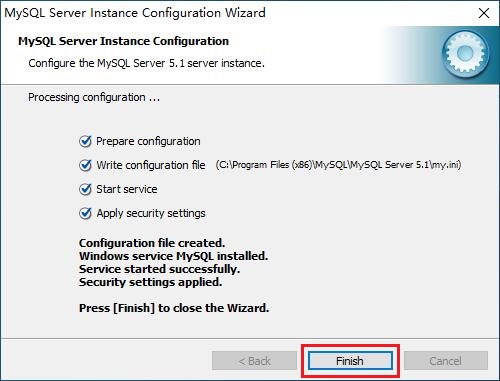 MySQL Server Instance Configuration Wizard
MySQL Server Instance Configuration
Configure the MySQL Server 5.1 server instance.
Processing configuration ...
Prepare configuration
Write configuration file (C:\Program Files (x86)\MySQL\MySQL Server 5.1\my.ini)
Start service
Apply security settings
Configuration file created.
Windows service MySQL installed.
Service started successfully.
Security settings applied.
Press [Finish] to close the Wizard.
< Back Finish Cancel